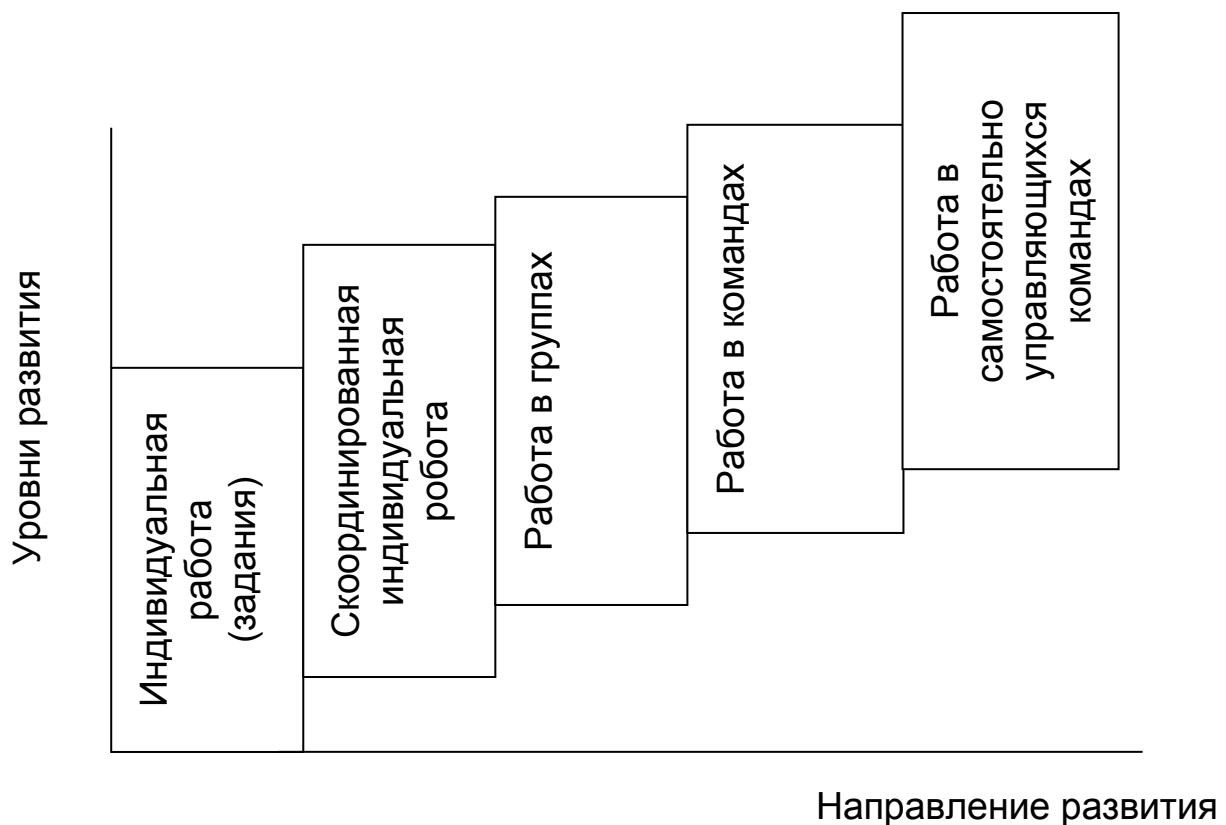 Уровни развития
Индивидуальная
работа
(задания)
Скоординированная
индивидуальная
робота
Работа в группах
Работа в командах
Работа в
самостоятельно
управляющихся
командах
Направление развития